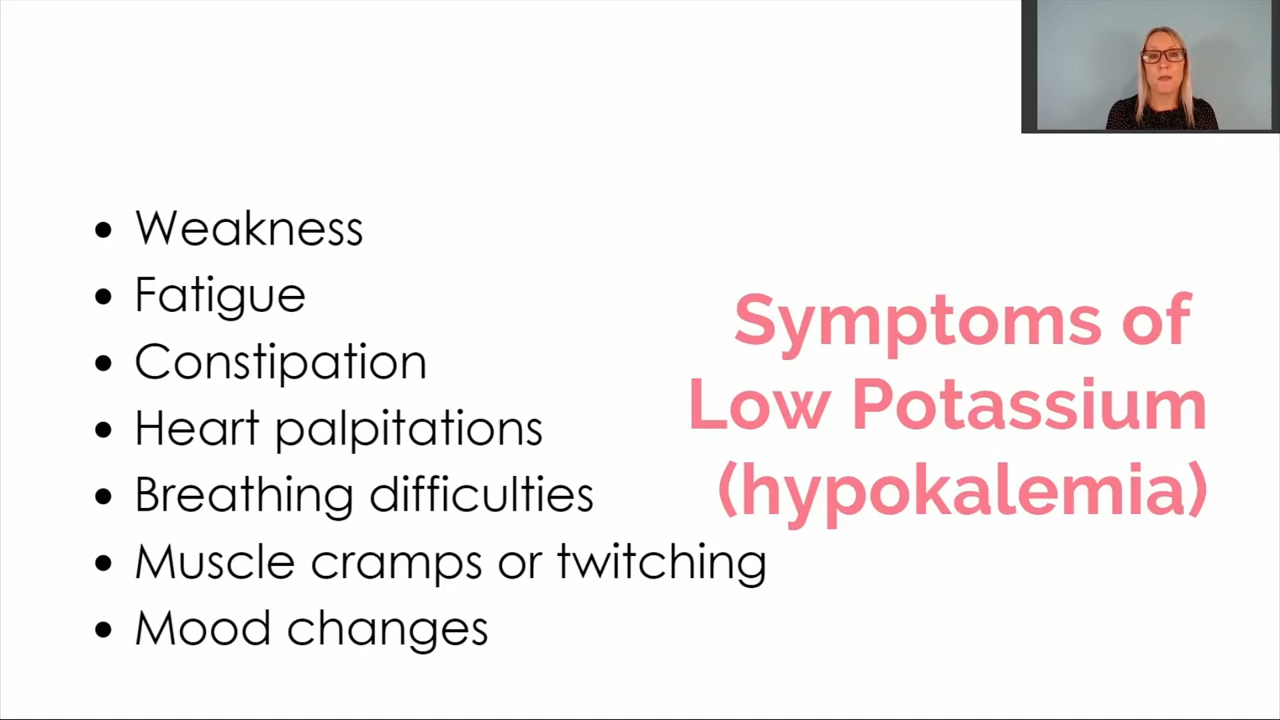 Weakness
Fatigue
Constipation
Heart palpitations
Breathing difficulties
Muscle cramps or twitching
Mood changes
Symptoms of
Low Potassium
(hypokalemia)